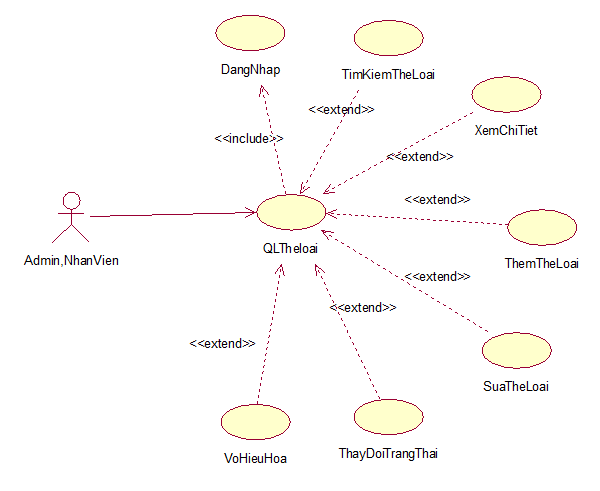 DangNhap
TimKiemTheLoai
<<extend>>
XemChiTiet
<<include>>
<<extend>>
<<extend>>
QLTheloai
Admin,NhanVien
ThemTheLoai
<<extend>>
<<extend>>
<<extend>>
SuaTheLoai
VoHieuHoa
ThayDoiTrangThai